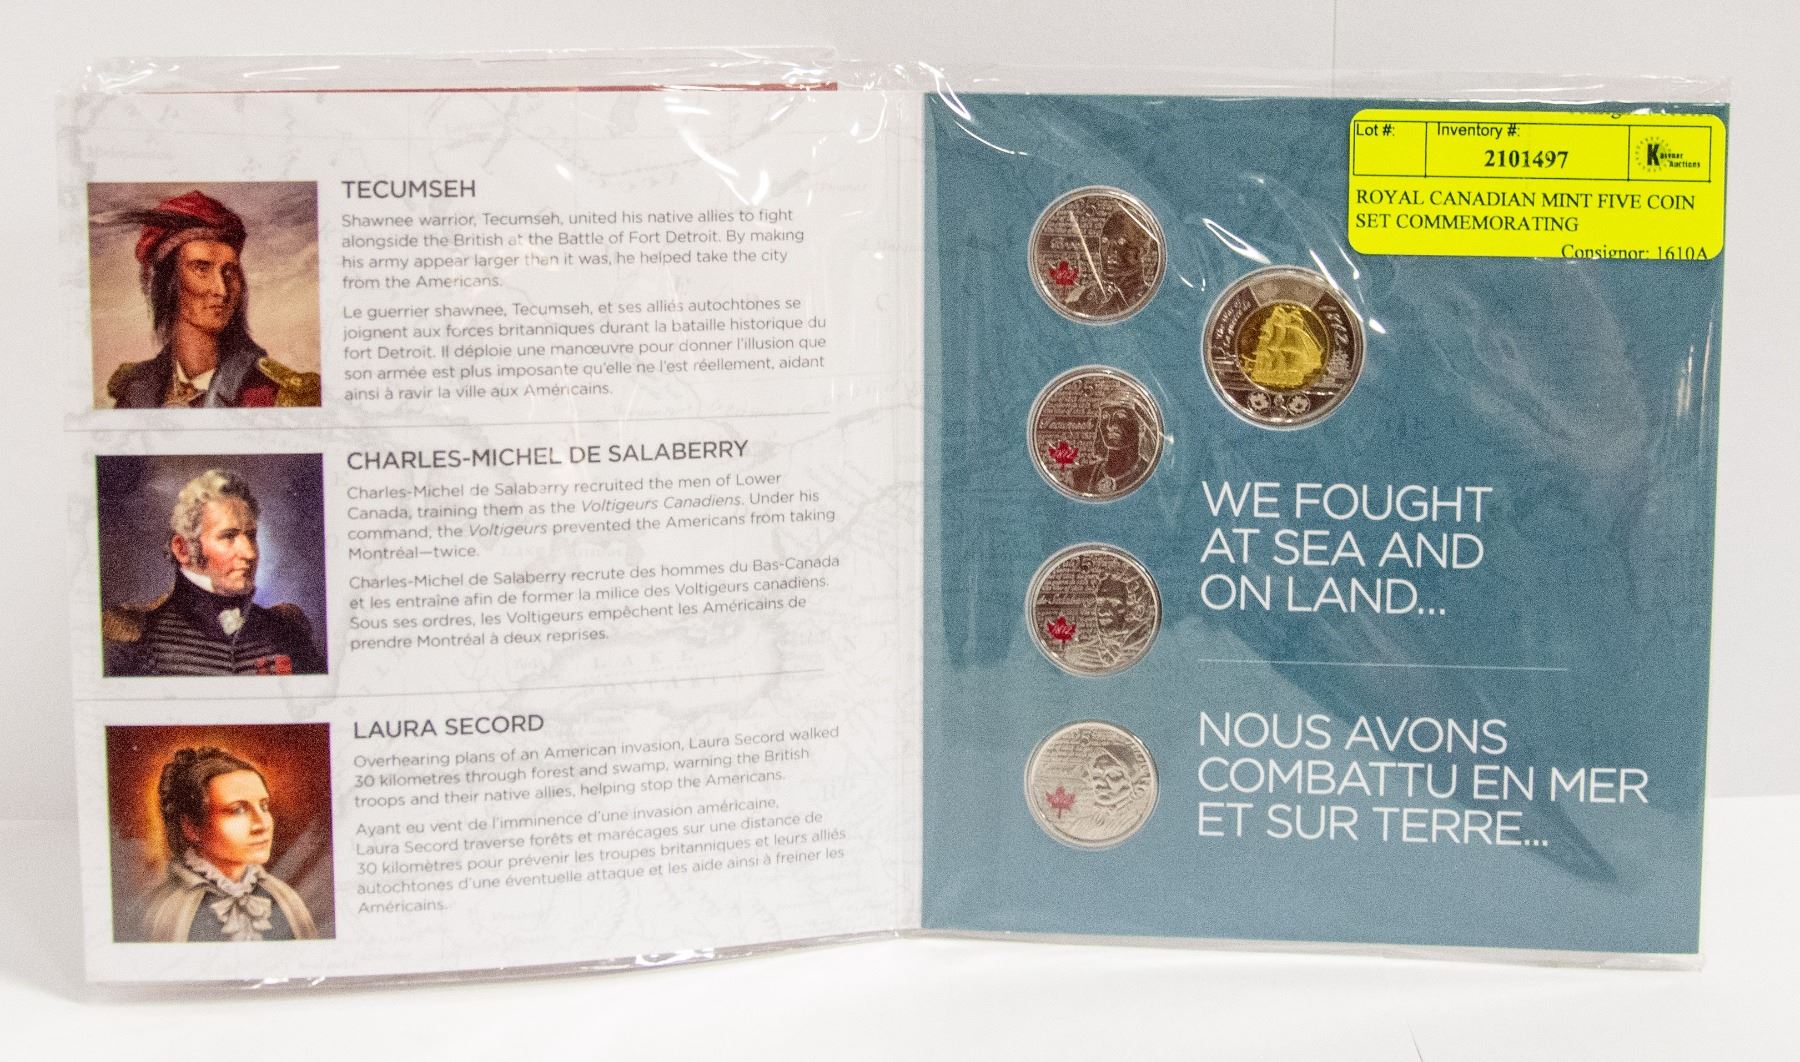 TECUMSEH
Shawnee warrior, Tecumseh, united his native allies to fight
alongside the British at the Battle of Fort Detroit. By making
his army appear larger than it was, he helped take the city
from the Americans.
Le guerrier shawnee, Tecumseh, et ses alliés autochtones se
joignent aux forces britanniques durant la bataille historique du
fort Detroit. Il déploie une manœuvre pour donner l'illusion que
son armée est plus imposante qu'elle ne l'est réellement, aidant
ainsi à ravir la ville aux Américains.
CHARLES-MICHEL DE SALABERRY
Charles-Michel de Salaberry recruited the men of Lower
Canada, training them as the Voltigeurs Canadiens. Under his
command, the Voltigeurs prevented the Americans from taking
Montréal—twice.
Charles-Michel de Salaberry recrute des hommes du Bas-Canada
et les entraîne afin de former la milice des Voltigeurs canadiens.
Sous ses ordres, les Voltigeurs empêchent les Américains de
prendre Montréal à deux reprises.
LAURA SECORD
Overhearing plans of an American invasion, Laura Secord walked
30 kilometres through forest and swamp, warning the British
troops and their native allies, helping stop the Americans.
Ayant eu vent de l'imminence d'une invasion américaine,
Laura Secord traverse forêts et marécages sur une distance de
30 kilomètres pour prévenir les troupes britanniques et leurs alliés
autochtones d'une éventuelle attaque et les aide ainsi à freiner les
Américains.
Lot #:
Inventory #:
2101497
Kastner
Auctions
ROYAL CANADIAN MINT FIVE COIN
SET COMMEMORATING
Consignor: 1610A
Brock
Tecumseh
1812
1812
1812
WE FOUGHT
AT SEA AND
ON LAND...
NOUS AVONS
COMBATTU EN MER
ET SUR TERRE...